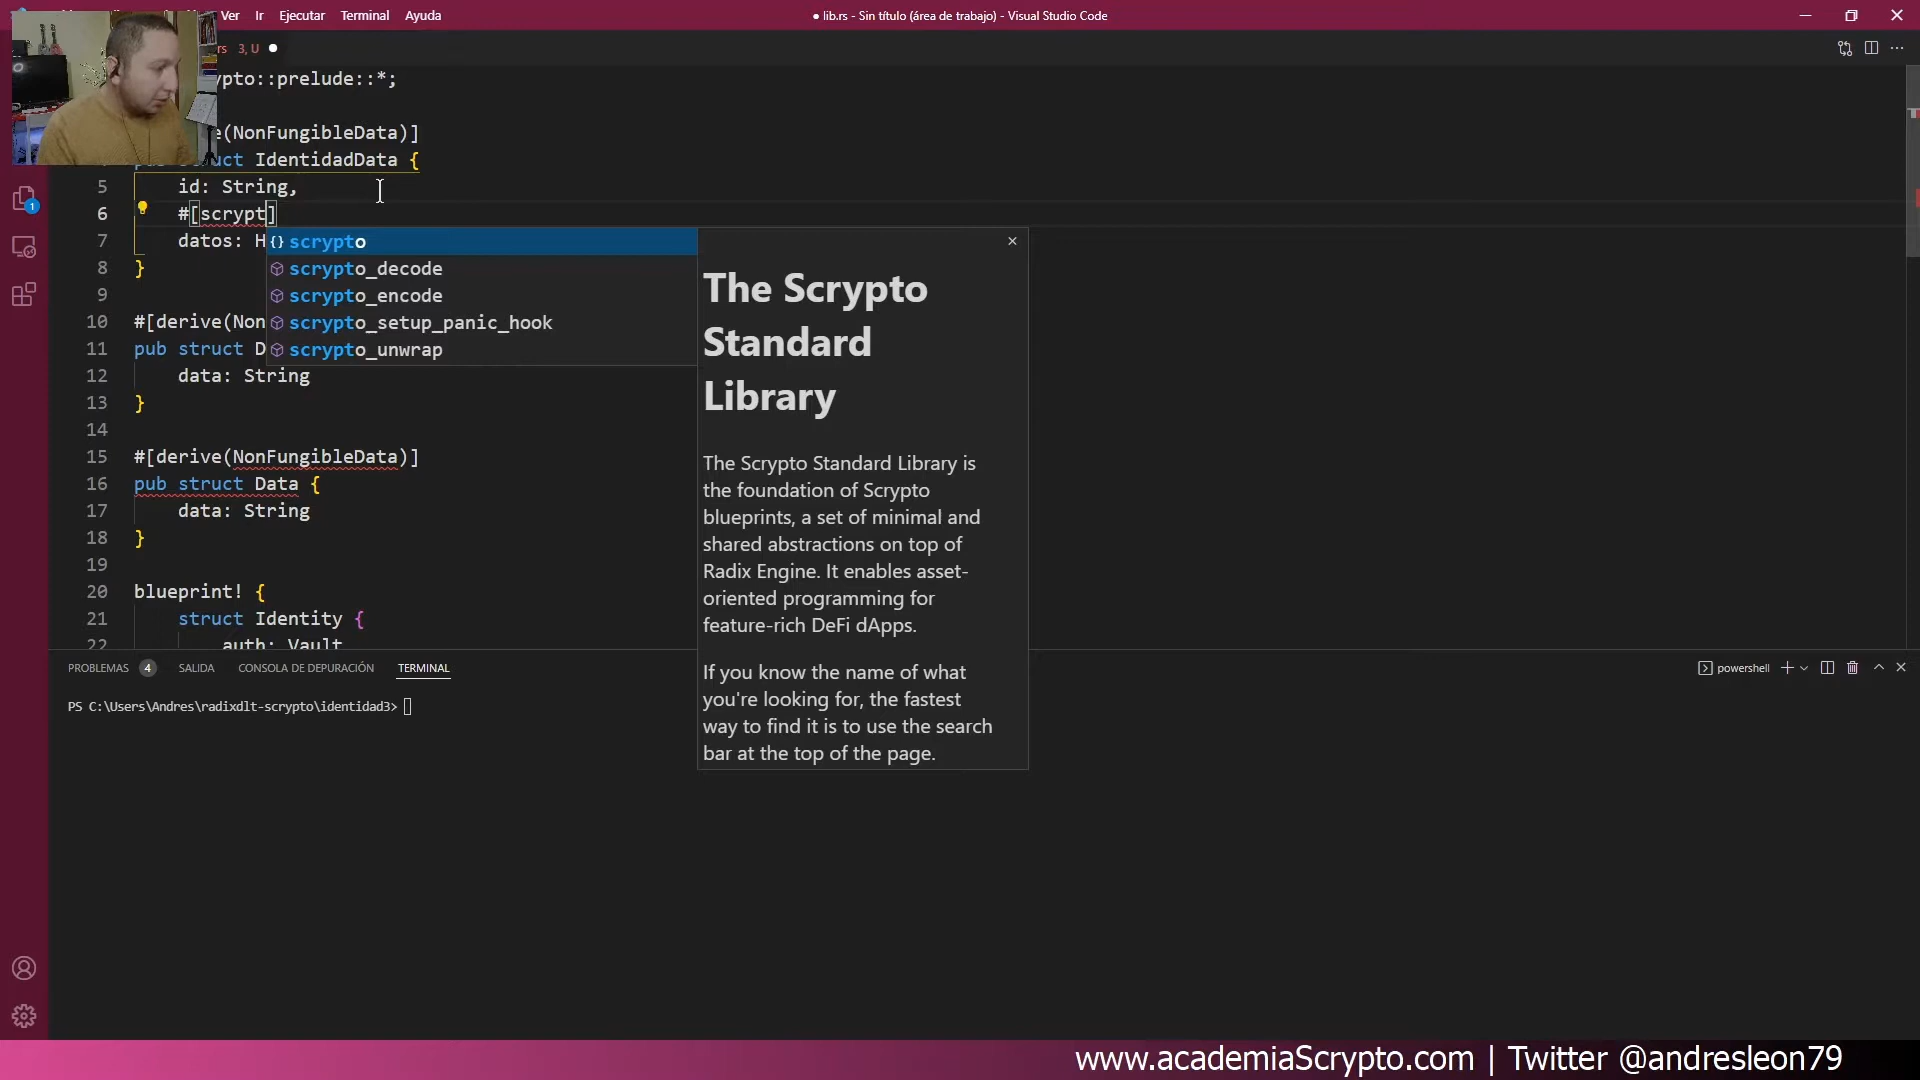 Ver Ir Ejecutar Terminal Ayuda
● lib.rs - Sin título (área de trabajo) - Visual Studio Code
rs 3, U ●
ypto::prelude::*;
e(NonFungibleData)]
struct IdentidadData {
5 id: String,
6 #[scrypt]
7 datos: H
8 }
9
10 #[derive(Non
11 pub struct D
12 data: String
13 }
14
15 #[derive(NonFungibleData)]
16 pub struct Data {
17 data: String
18 }
19
20 blueprint! {
21 struct Identity {
22 auth: Vault
{} scrypto
scrypto_decode
scrypto_encode
scrypto_setup_panic_hook
scrypto_unwrap
The Scrypto
Standard
Library
The Scrypto Standard Library is
the foundation of Scrypto
blueprints, a set of minimal and
shared abstractions on top of
Radix Engine. It enables asset-
oriented programming for
feature-rich DeFi dApps.
If you know the name of what
you're looking for, the fastest
way to find it is to use the search
bar at the top of the page.
1
PROBLEMAS 4 SALIDA CONSOLA DE DEPURACIÓN TERMINAL
powershell
PS C:\Users\Andres\radixdlt-scrypto\identidad3>
www.academiaScrypto.com | Twitter @andresleon79